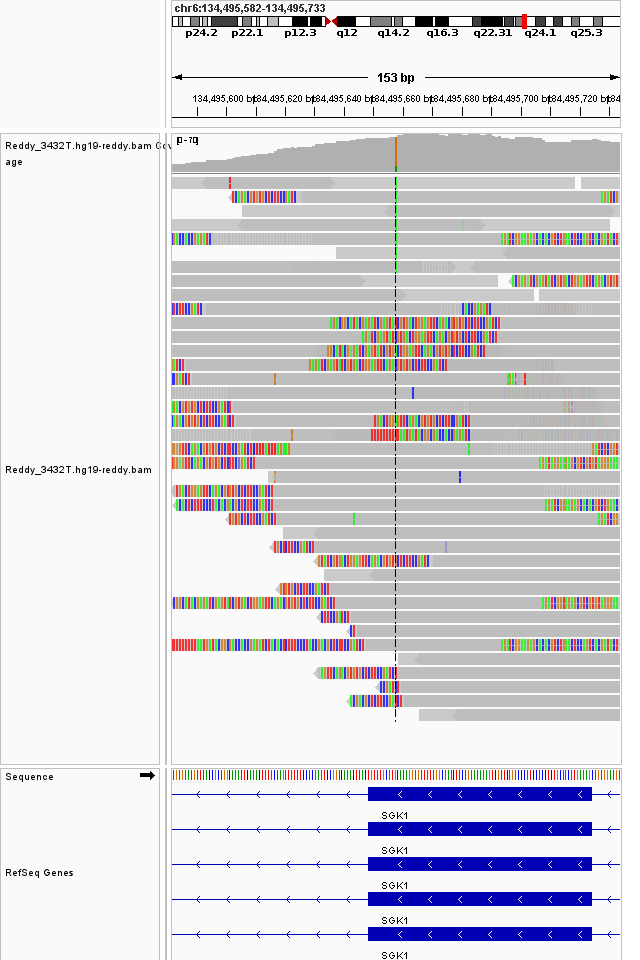 chr6:134,495,582-134,495,733
p24.2 p22.1 p12.3 q12 q14.2 q16.3 q22.31 q24.1 q25.3
153 bp
134,495,600 bp 134,495,620 bp 134,495,640 bp 134,495,660 bp 134,495,680 bp 134,495,700 bp 134,495,720 bp
Reddy_3432T.hg19-reddy.bam Cov
age
[0 - 70]
Reddy_3432T.hg19-reddy.bam
Sequence
SGK1
SGK1
RefSeq Genes
SGK1
SGK1
SGK1